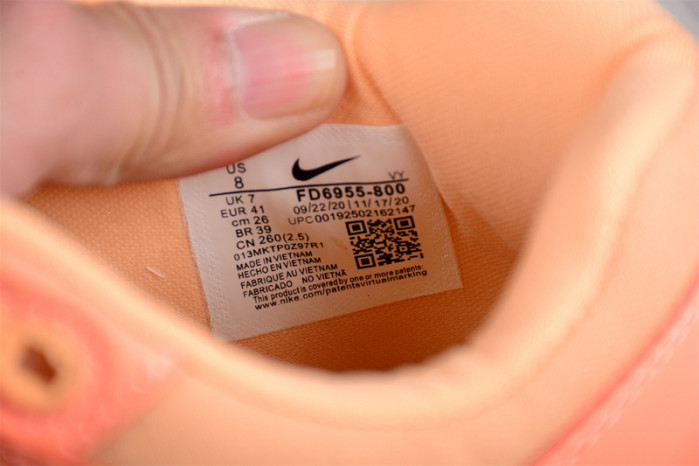 US
8
UK 7
EUR 41
cm 26
BR 39
CN 260(2.5)
VY
FD6955-800
09/22/20 | 11/17/20
UPC00192502162147
013MKTP0Z97R1
MADE IN VIETNAM
HECHO EN VIETNAM
FABRIQUE AU VIETNAM
FABRICADO NO VIETNÃ
This product is covered by one or more patents.
www.nike.com/patentsvirtualmarking